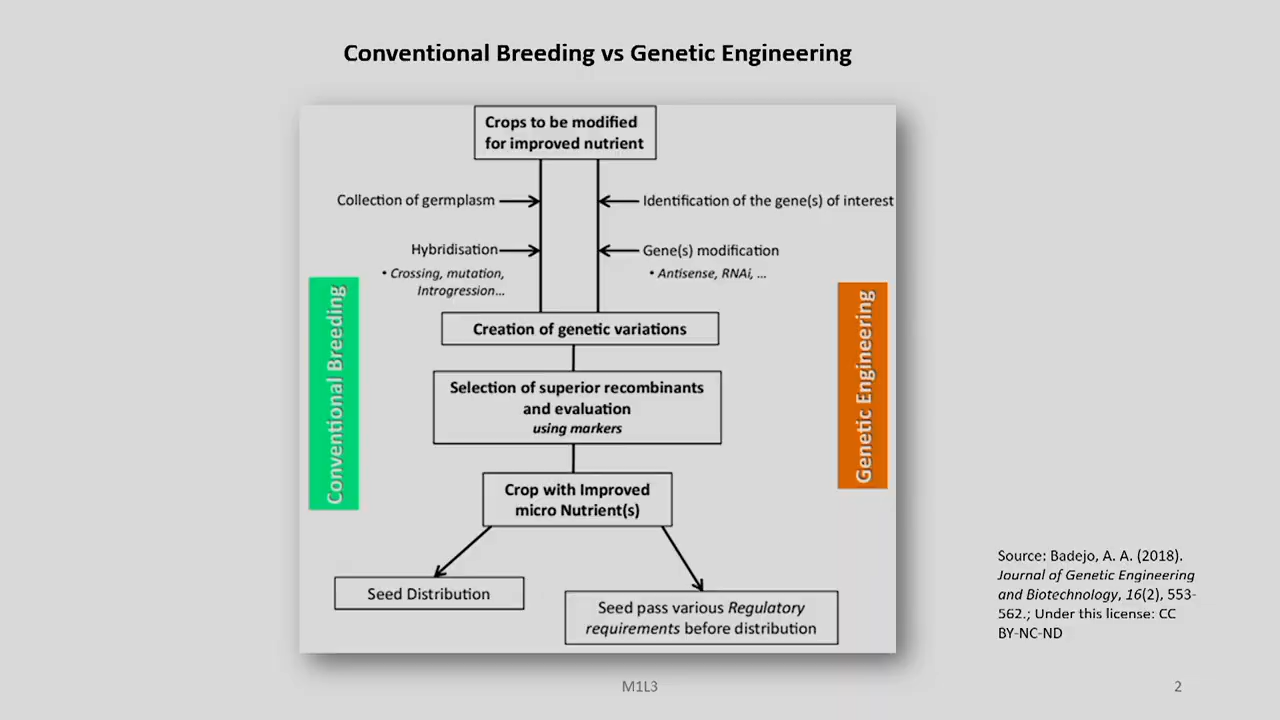 Conventional Breeding vs Genetic Engineering
Crops to be modified
for improved nutrient
Collection of germplasm
Identification of the gene(s) of interest
Hybridisation
Gene(s) modification
• Crossing, mutation,
Introgression...
• Antisense, RNAi, ...
Conventional Breeding
Genetic Engineering
Creation of genetic variations
Selection of superior recombinants
and evaluation
using markers
Crop with Improved
micro Nutrient(s)
Seed Distribution
Seed pass various Regulatory
requirements before distribution
Source: Badejo, A. A. (2018).
Journal of Genetic Engineering
and Biotechnology, 16(2), 553-
562.; Under this license: CC
BY-NC-ND
M1L3
2